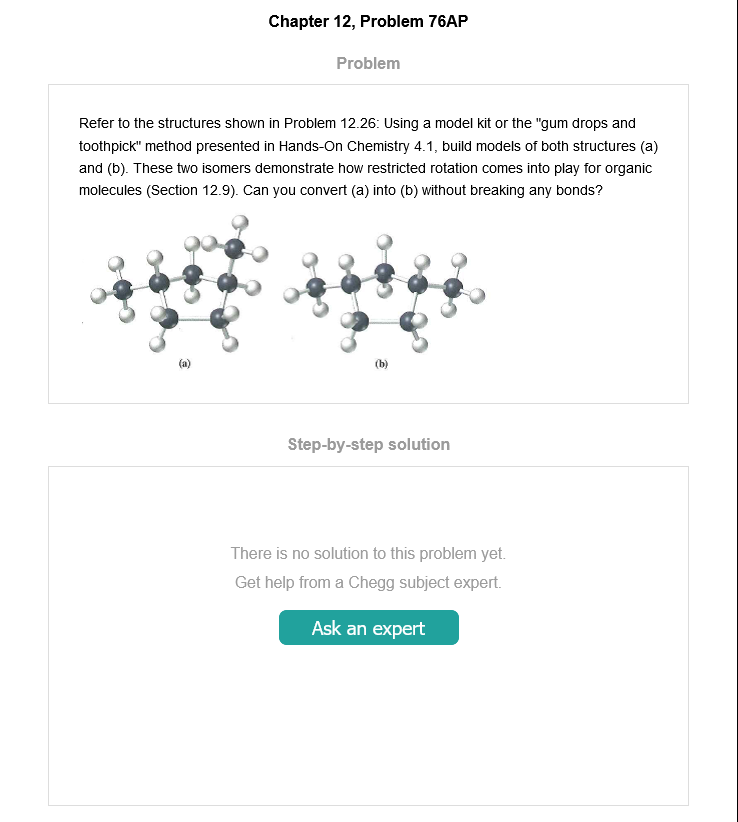 Chapter 12, Problem 76AP
Problem
Refer to the structures shown in Problem 12.26: Using a model kit or the "gum drops and
toothpick" method presented in Hands-On Chemistry 4.1, build models of both structures (a)
and (b). These two isomers demonstrate how restricted rotation comes into play for organic
molecules (Section 12.9). Can you convert (a) into (b) without breaking any bonds?
(a) (b)
Step-by-step solution
There is no solution to this problem yet.
Get help from a Chegg subject expert.
Ask an expert